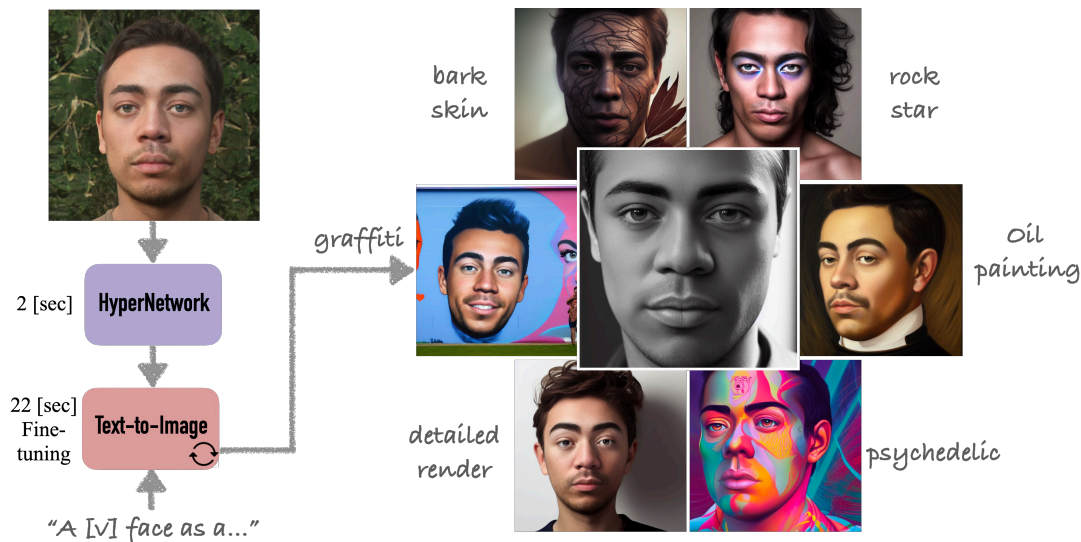 bark
skin
rock
star
graffiti
Oil
painting
2 [sec]
HyperNetwork
22 [sec]
Fine-
tuning
Text-to-Image
detailed
render
psychedelic
“A [v] face as a...”